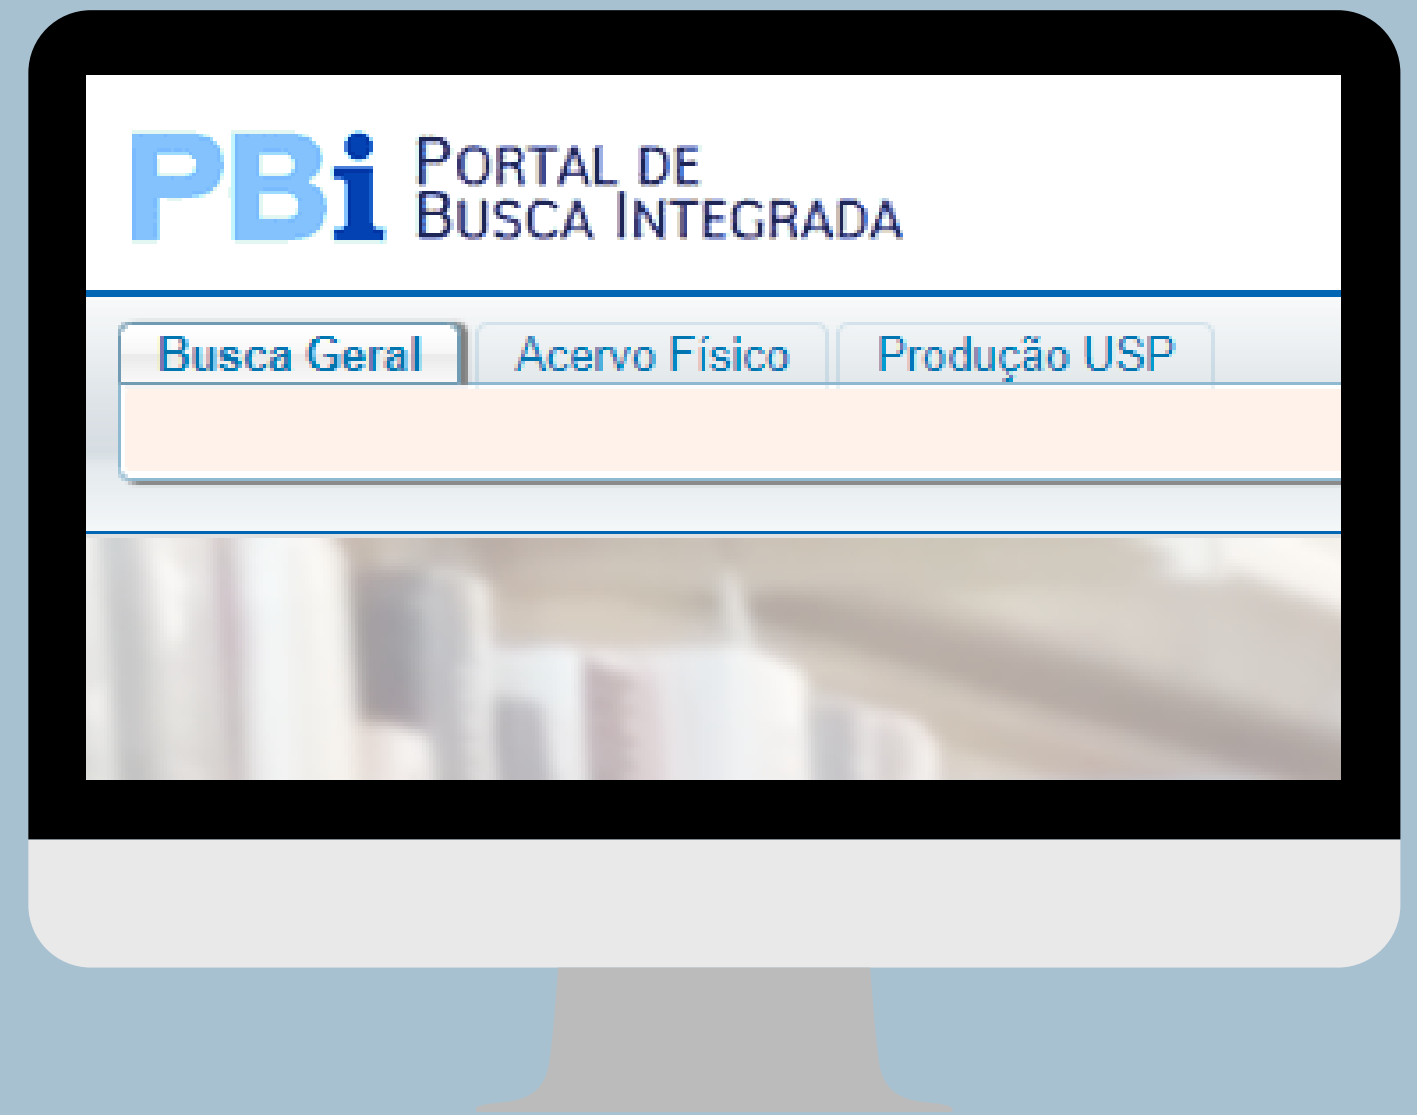 PBi PORTAL DE
BUSCA INTEGRADA
Busca Geral Acervo Físico Produção USP